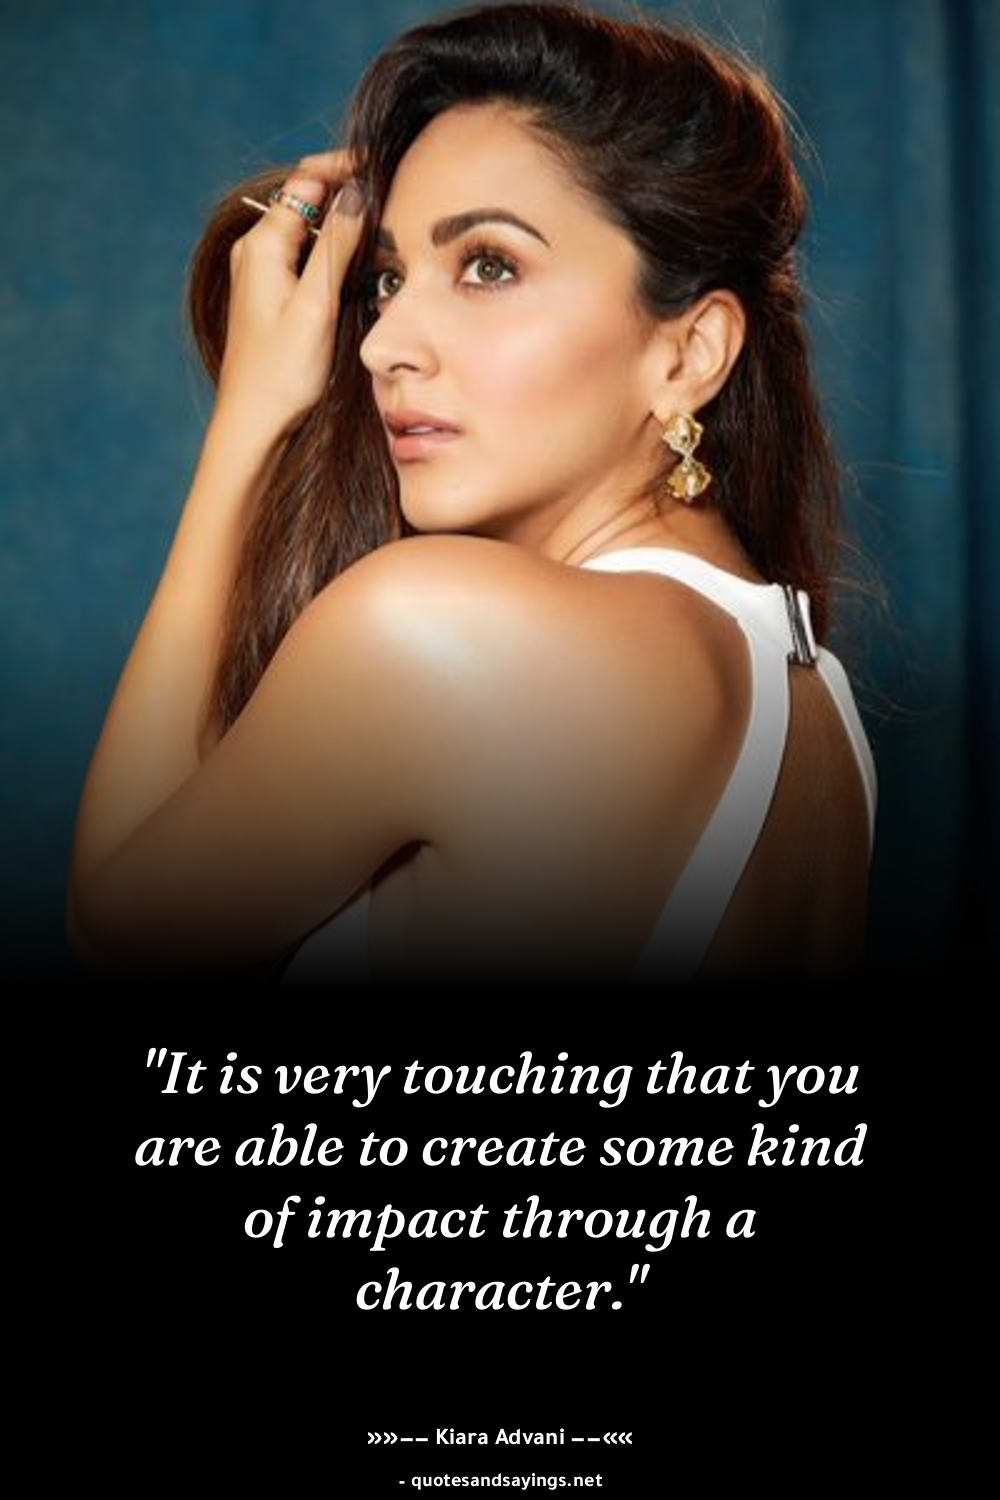 "It is very touching that you
are able to create some kind
of impact through a
character."
»»−− Kiara Advani −−««
- quotesandsayings.net